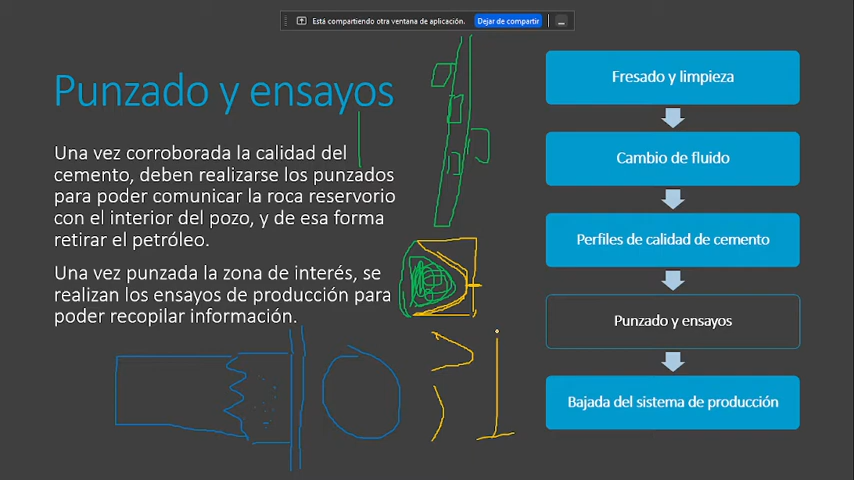 Está compartiendo otra ventana de aplicación.
Dejar de compartir
Punzado y ensayos
Una vez corroborada la calidad del
cemento, deben realizarse los punzados
para poder comunicar la roca reservorio
con el interior del pozo, y de esa forma
retirar el petróleo.
Una vez punzada la zona de interés, se
realizan los ensayos de producción para
poder recopilar información.
Fresado y limpieza
Cambio de fluido
Perfiles de calidad de cemento
Punzado y ensayos
Bajada del sistema de producción